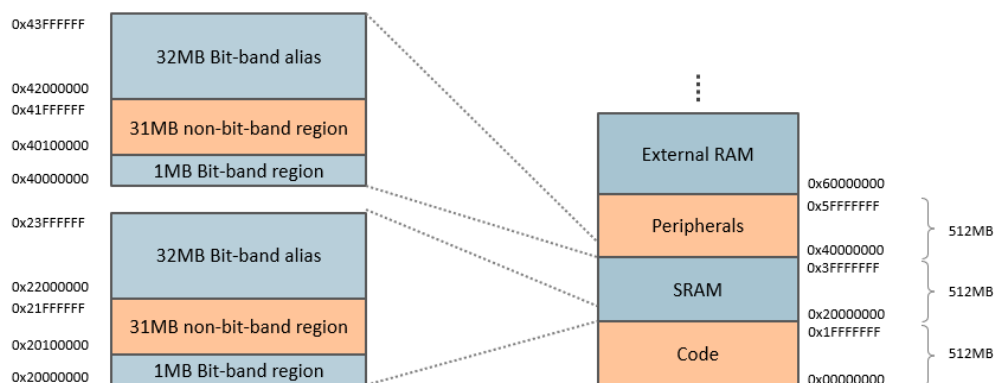 0x43FFFFFF
32MB Bit-band alias
0x42000000
0x41FFFFFF
31MB non-bit-band region
0x40100000
1MB Bit-band region
0x40000000
0x23FFFFFF
32MB Bit-band alias
0x22000000
0x21FFFFFF
31MB non-bit-band region
0x20100000
1MB Bit-band region
0x20000000
External RAM
0x60000000
0x5FFFFFFF
Peripherals
512MB
0x40000000
0x3FFFFFFF
SRAM
512MB
0x20000000
0x1FFFFFFF
Code
512MB
0x00000000